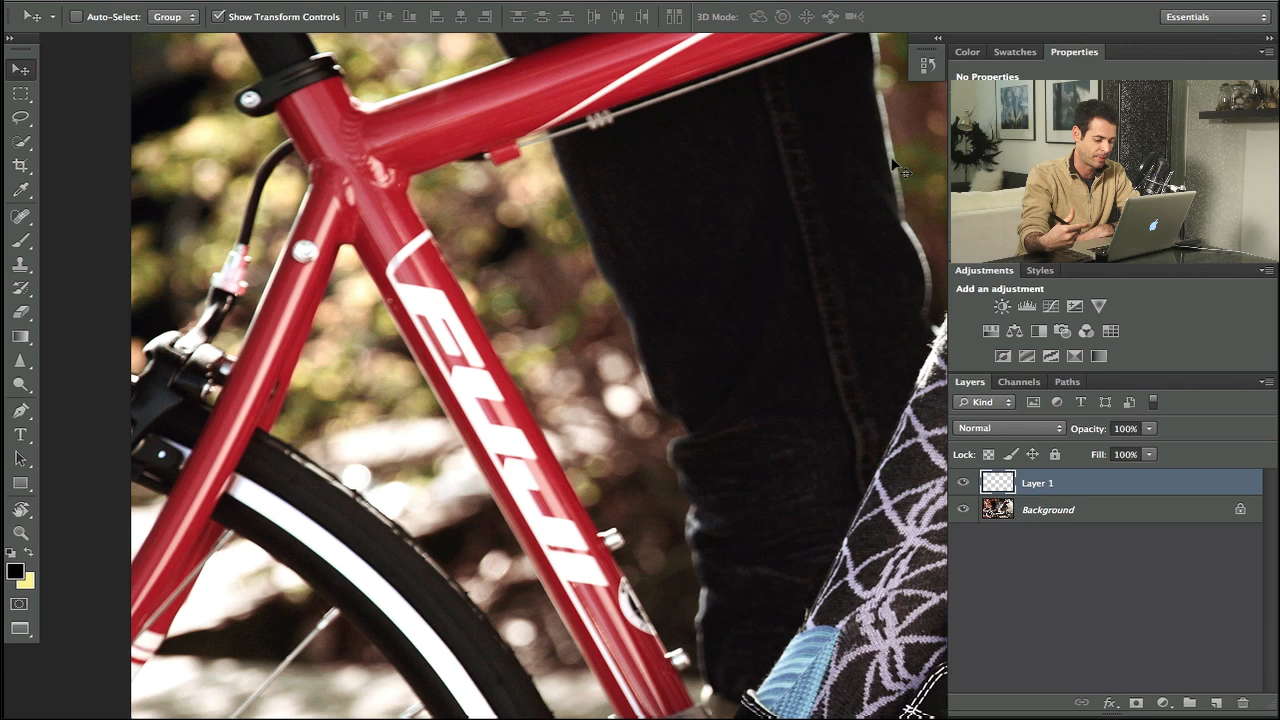 Auto-Select: Group Show Transform Controls 3D Mode: Essentials
Color Swatches Properties
No Properties
Adjustments Styles
Add an adjustment
Layers Channels Paths
Kind
Normal Opacity: 100%
Lock: Fill: 100%
Layer 1
Background
FUJI